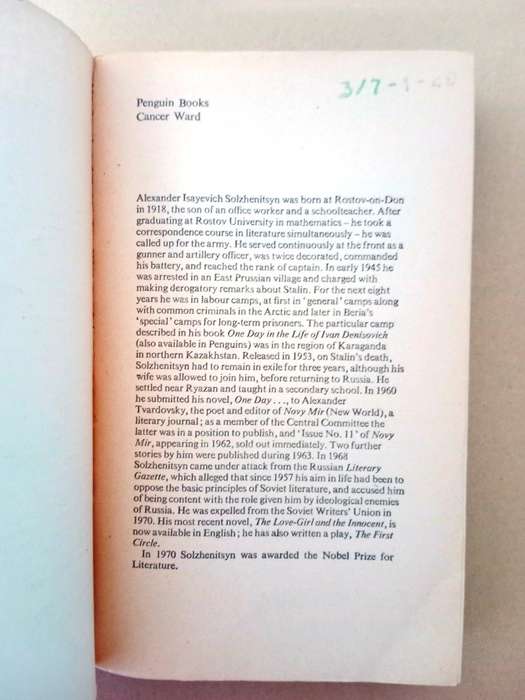 3/7-
Penguin Books
Cancer Ward
Alexander Isayevich Solzhenitsyn was born at Rostov-on-Don
in 1918, the son of an office worker and a schoolteacher. After
graduating at Rostov University in mathematics – he took a
correspondence course in literature simultaneously – he was
called up for the army. He served continuously at the front as a
gunner and artillery officer, was twice decorated, commanded
his battery, and reached the rank of captain. In early 1945 he
was arrested in an East Prussian village and charged with
making derogatory remarks about Stalin. For the next eight
years he was in labour camps, at first in 'general' camps along
with common criminals in the Arctic and later in Beria's
'special' camps for long-term prisoners. The particular camp
described in his book One Day in the Life of Ivan Denisovich
(also available in Penguins) was in the region of Karaganda
in northern Kazakhstan. Released in 1953, on Stalin's death,
Solzhenitsyn had to remain in exile for three years, although his
wife was allowed to join him, before returning to Russia. He
settled near Ryazan and taught in a secondary school. In 1960
he submitted his novel, One Day . . ., to Alexander
Tvardovsky, the poet and editor of Novy Mir (New World), a
literary journal; as a member of the Central Committee the
latter was in a position to publish, and 'Issue No. 11' of Novy
Mir, appearing in 1962, sold out immediately. Two further
stories by him were published during 1963. In 1968
Solzhenitsyn came under attack from the Russian Literary
Gazette, which alleged that since 1957 his aim in life had been to
oppose the basic principles of Soviet literature, and accused him
of being content with the role given him by ideological enemies
of Russia. He was expelled from the Soviet Writers' Union in
1970. His most recent novel, The Love-Girl and the Innocent, is
now available in English; he has also written a play, The First
Circle.
In 1970 Solzhenitsyn was awarded the Nobel Prize for
Literature.